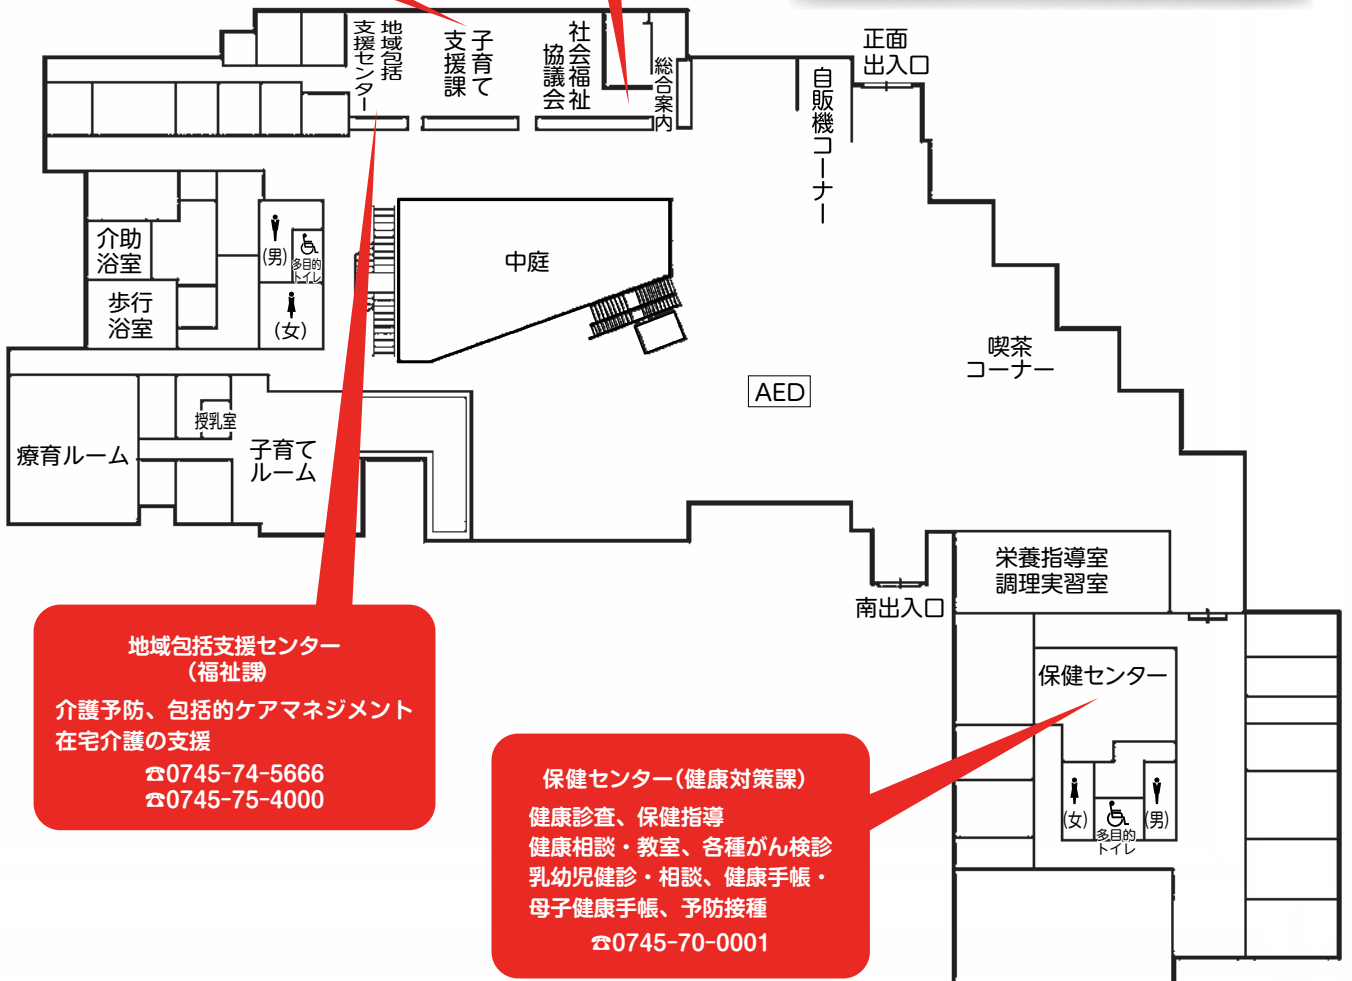 地域包括
支援センター
子育て
支援課
社会福祉
協議会
総合案内
正面
出入口
自販機コーナー
介助
浴室
歩行
浴室
(男)
多目的
トイレ
(女)
中庭
喫茶
コーナー
AED
療育ルーム
授乳室
子育て
ルーム
南出入口
栄養指導室
調理実習室
保健センター
(女)
多目的
トイレ
(男)
地域包括支援センター
(福祉課)
介護予防、包括的ケアマネジメント
在宅介護の支援
☎0745-74-5666
☎0745-75-4000
保健センター(健康対策課)
健康診査、保健指導
健康相談・教室、各種がん検診
乳幼児健診・相談、健康手帳・
母子健康手帳、予防接種
☎0745-70-0001